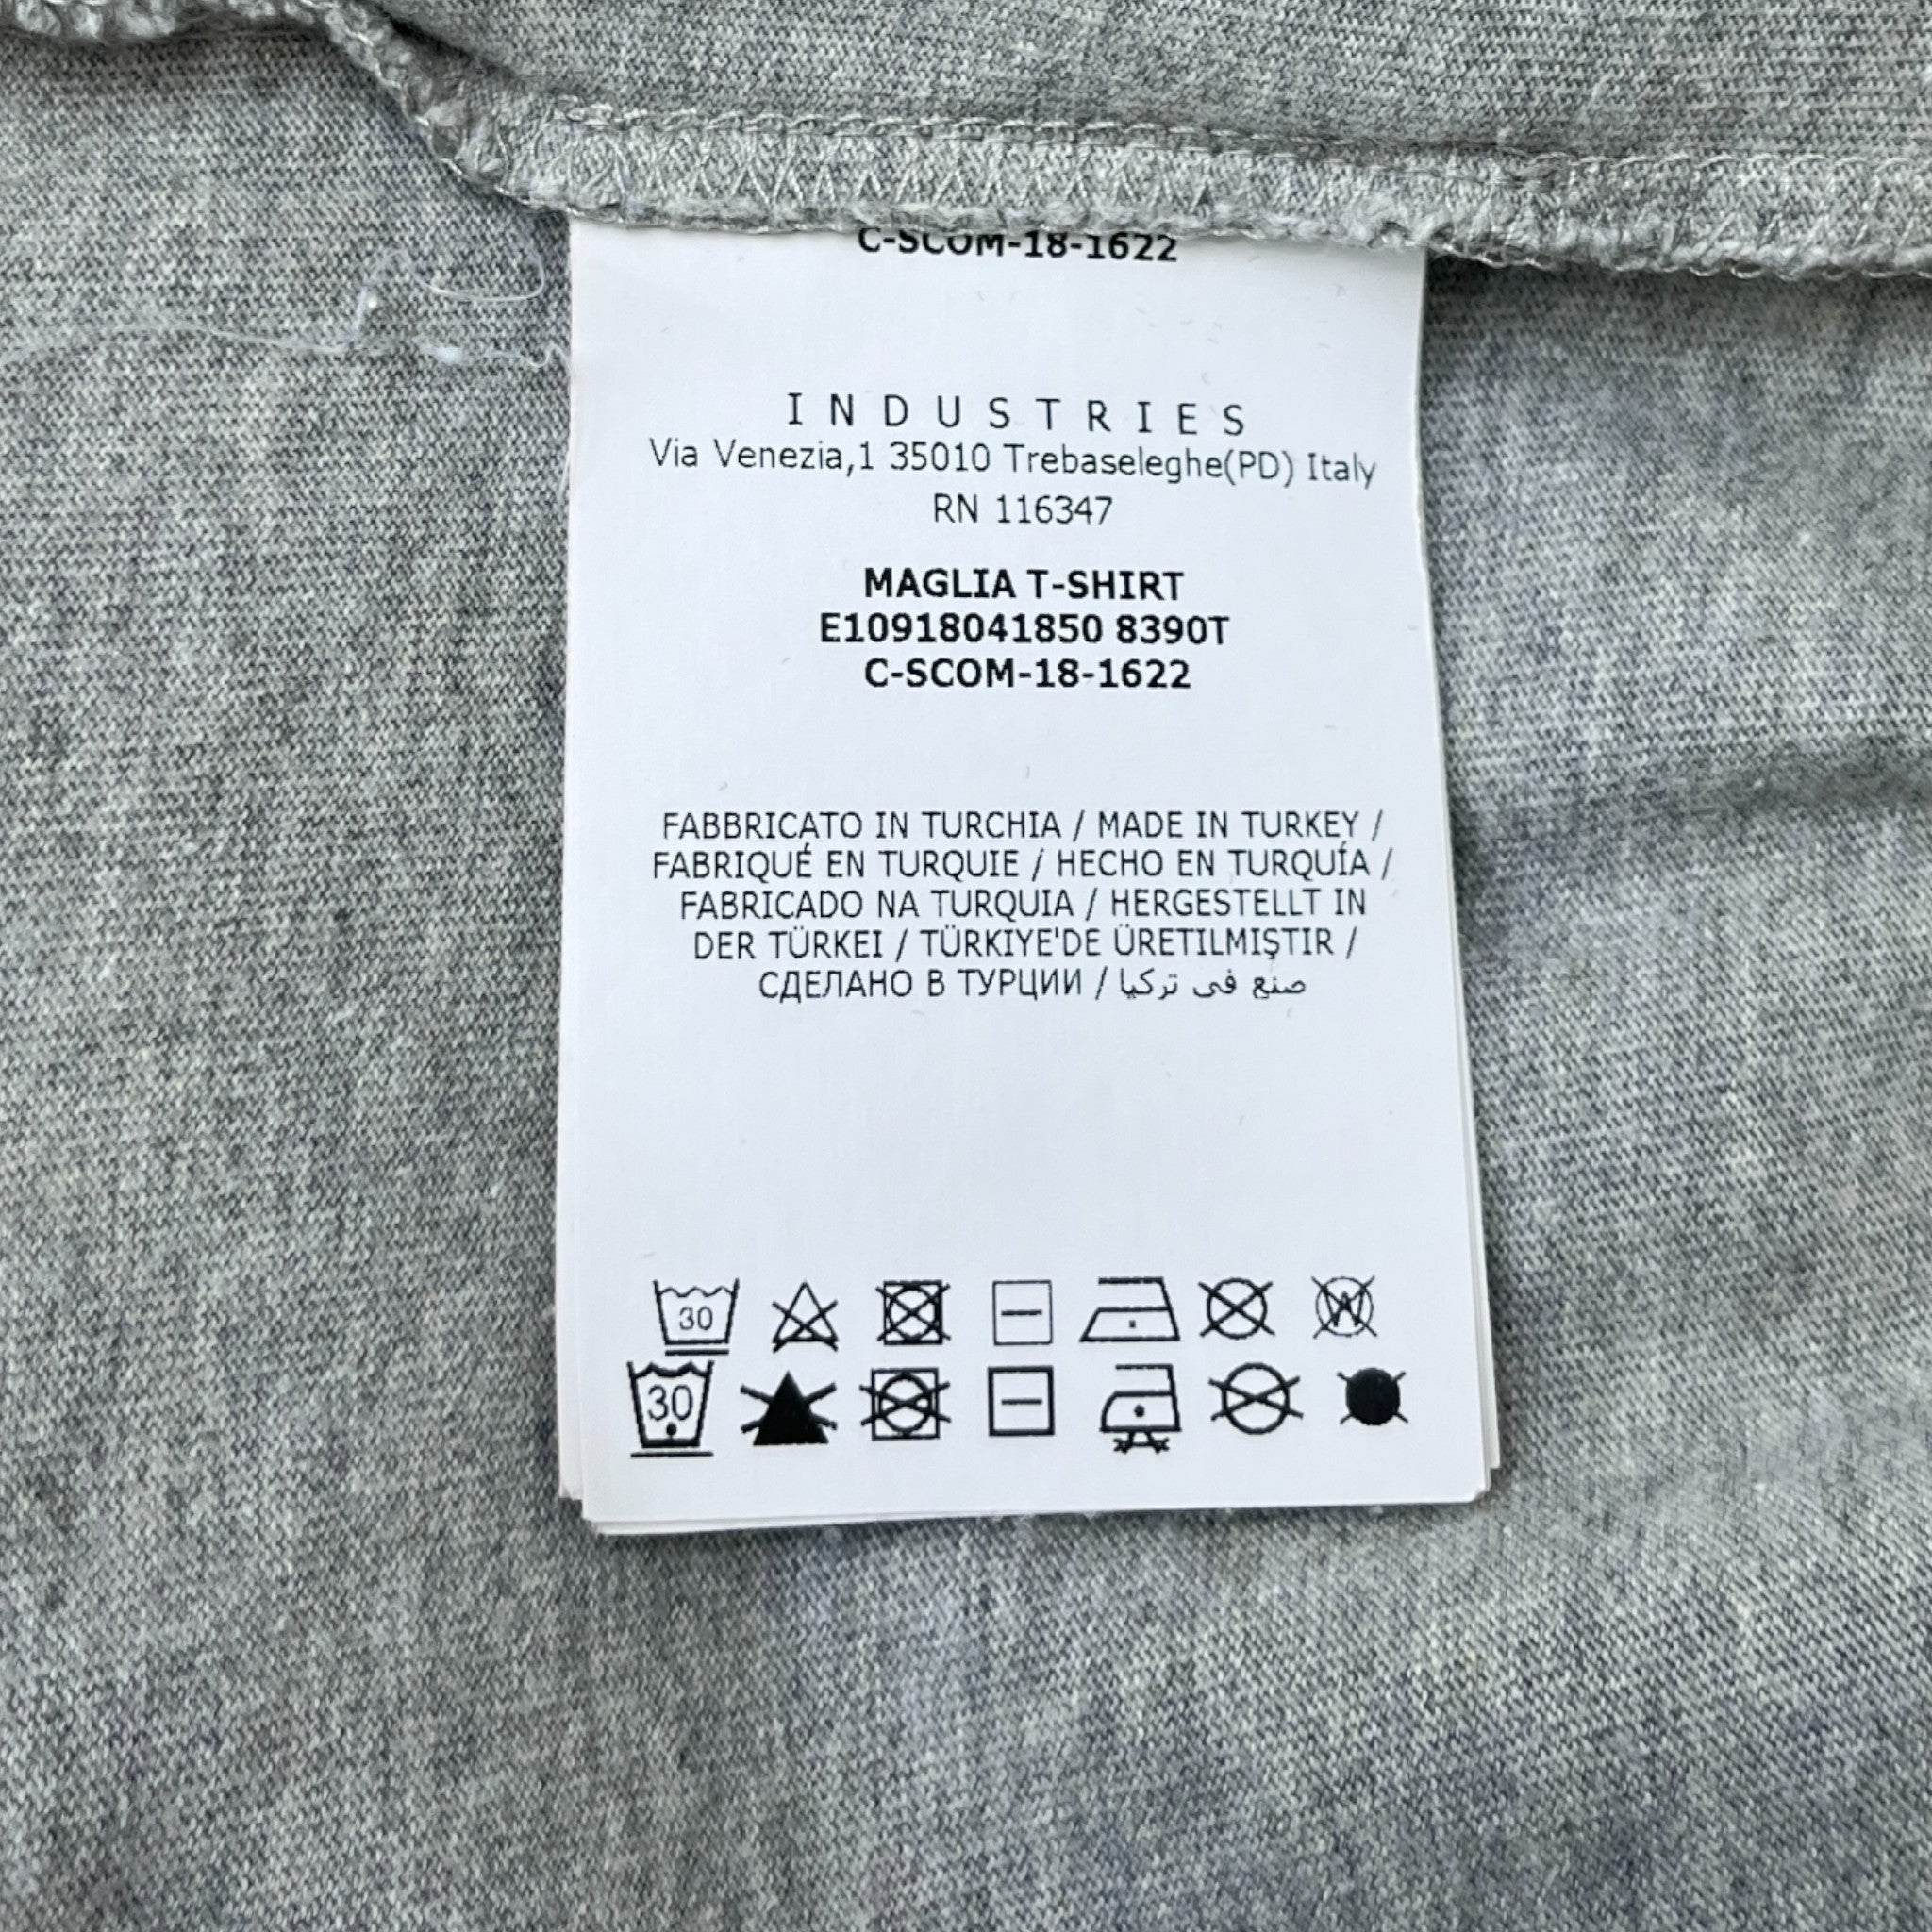 C-SCOM-18-1622
INDUSTRIES
Via Venezia,1 35010 Trebaseleghe(PD) Italy
RN 116347
MAGLIA T-SHIRT
E10918041850 8390T
C-SCOM-18-1622
FABBRICATO IN TURCHIA / MADE IN TURKEY /
FABRIQUÉ EN TURQUIE / HECHO EN TURQUÍA /
FABRICADO NA TURQUIA / HERGESTELLT IN
DER TÜRKEI / TÜRKIYE'DE ÜRETILMIŞTIR /
СДЕЛАНО В ТУРЦИИ / صنع في تركيا
30 W
30